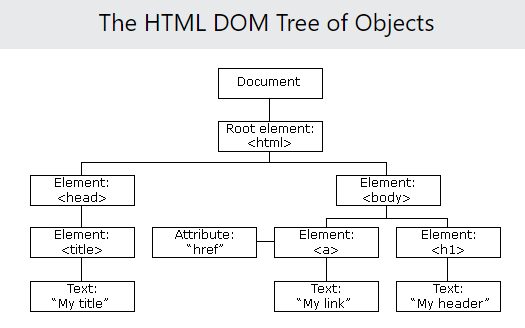 The HTML DOM Tree of Objects
Document
Root element:
<html>
Element:
<head>
Element:
<body>
Element:
<title>
Attribute:
“href”
Element:
<a>
Element:
<h1>
Text:
“My title”
Text:
“My link”
Text:
“My header”